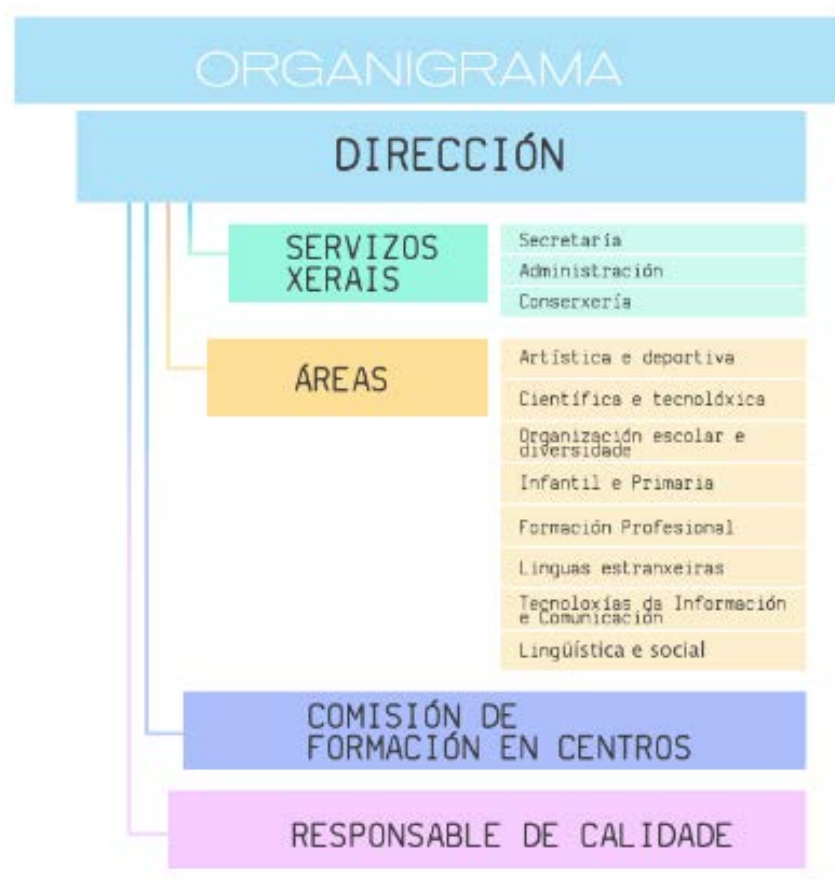 ORGANIGRAMA
DIRECCIÓN
SERVIZOS
XERAIS
Secretaría
Administración
Conserxería
ÁREAS
Artística e deportiva
Científica e tecnolóxica
Organización escolar e
diversidade
Infantil e Primaria
Formación Profesional
Linguas estranxeiras
Tecnoloxías da Información
e Comunicación
Lingüística e social
COMISIÓN DE
FORMACIÓN EN CENTROS
RESPONSABLE DE CALIDADE